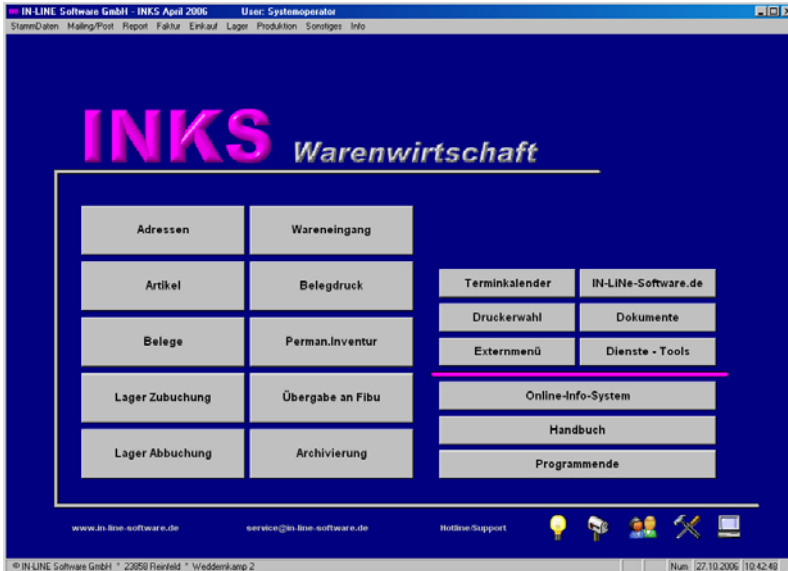 IN-LINE Software GmbH - INKS April 2006 User: Systemoperator
StammDaten Mailing/Post Report Faktur Einkauf Lager Produktion Sonstiges Info
INKS Warenwirtschaft
Adressen Wareneingang
Artikel Belegdruck
Belege Perman.Inventur
Lager Zubuchung Übergabe an Fibu
Lager Abbuchung Archivierung
Terminkalender IN-LiNe-Software.de
Druckerwahl Dokumente
Externmenü Dienste - Tools
Online-Info-System
Handbuch
Programmende
www.in-line-software.de service@in-line-software.de Hotline/Support
© IN-LINE Software GmbH * 23858 Reinfeld * Weddernkamp 2 Num 27.10.2006 10:42:48